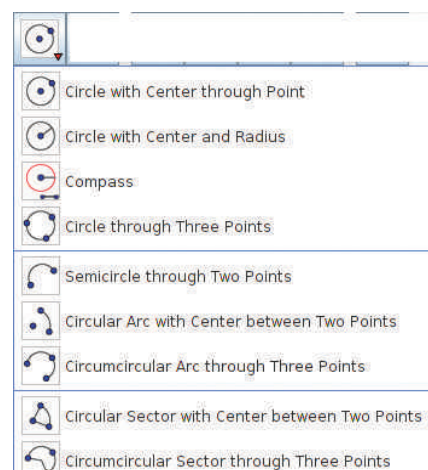 Circle with Center through Point
Circle with Center and Radius
Compass
Circle through Three Points
Semicircle through Two Points
Circular Arc with Center between Two Points
Circumcircular Arc through Three Points
Circular Sector with Center between Two Points
Circumcircular Sector through Three Points